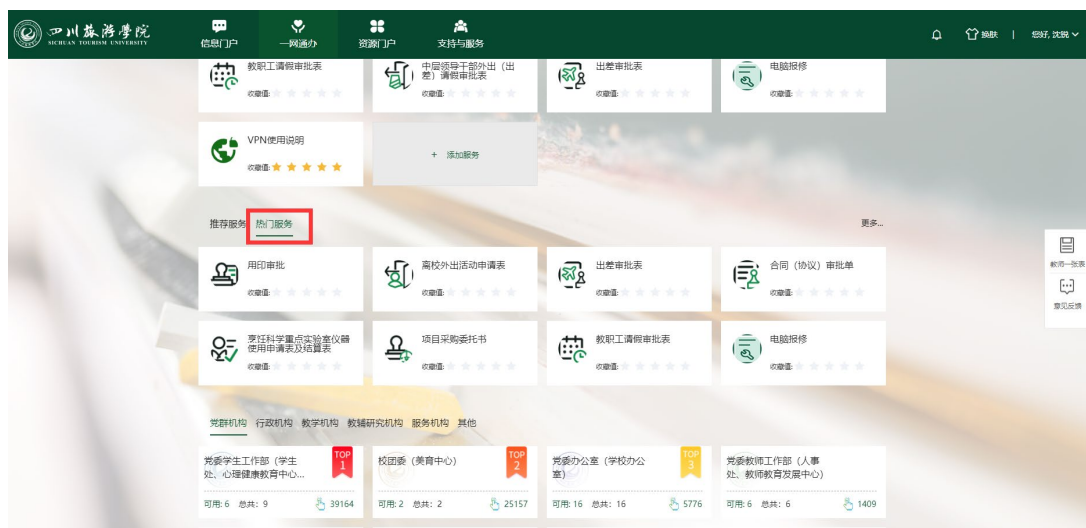 四川旅游學院
SICHUAN TOURISM UNIVERSITY
信息门户
一网通办
资源门户
支持与服务
换肤
|
您好, 沈悦
教职工请假审批表
收藏值:
中层领导干部外出（出
差）请假审批表
收藏值:
出差审批表
收藏值:
电脑报修
收藏值:
VPN使用说明
收藏值:
+ 添加服务
推荐服务 热门服务
更多...
用印审批
收藏值:
离校外出活动申请表
收藏值:
出差审批表
收藏值:
合同（协议）审批单
收藏值:
烹饪科学重点实验室仪器
使用申请表及结算表
收藏值:
项目采购委托书
收藏值:
教职工请假审批表
收藏值:
电脑报修
收藏值:
教师一张表
意见反馈
党群机构 行政机构 教学机构 教辅研究机构 服务机构 其他
党委学生工作部（学生
处、心理健康教育中心...
TOP
1
可用: 6 总共: 9
39164
校团委（美育中心）
TOP
2
可用: 2 总共: 2
25157
党委办公室（学校办公
室）
TOP
3
可用: 16 总共: 16
5776
党委教师工作部（人事
处、教师教育发展中心）
可用: 6 总共: 6
1409